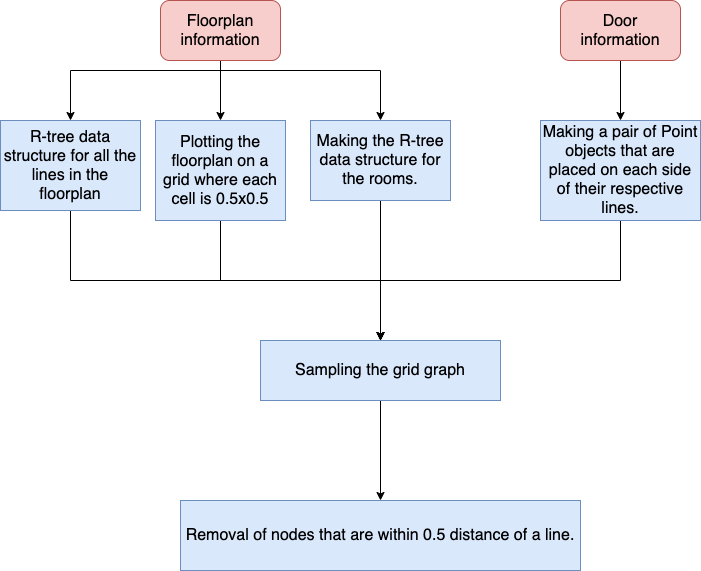 Floorplan
information
Door
information
R-tree data
structure for all the
lines in the
floorplan
Plotting the
floorplan on a
grid where each
cell is 0.5x0.5
Making the R-tree
data structure for
the rooms.
Making a pair of Point
objects that are
placed on each side
of their respective
lines.
Sampling the grid graph
Removal of nodes that are within 0.5 distance of a line.